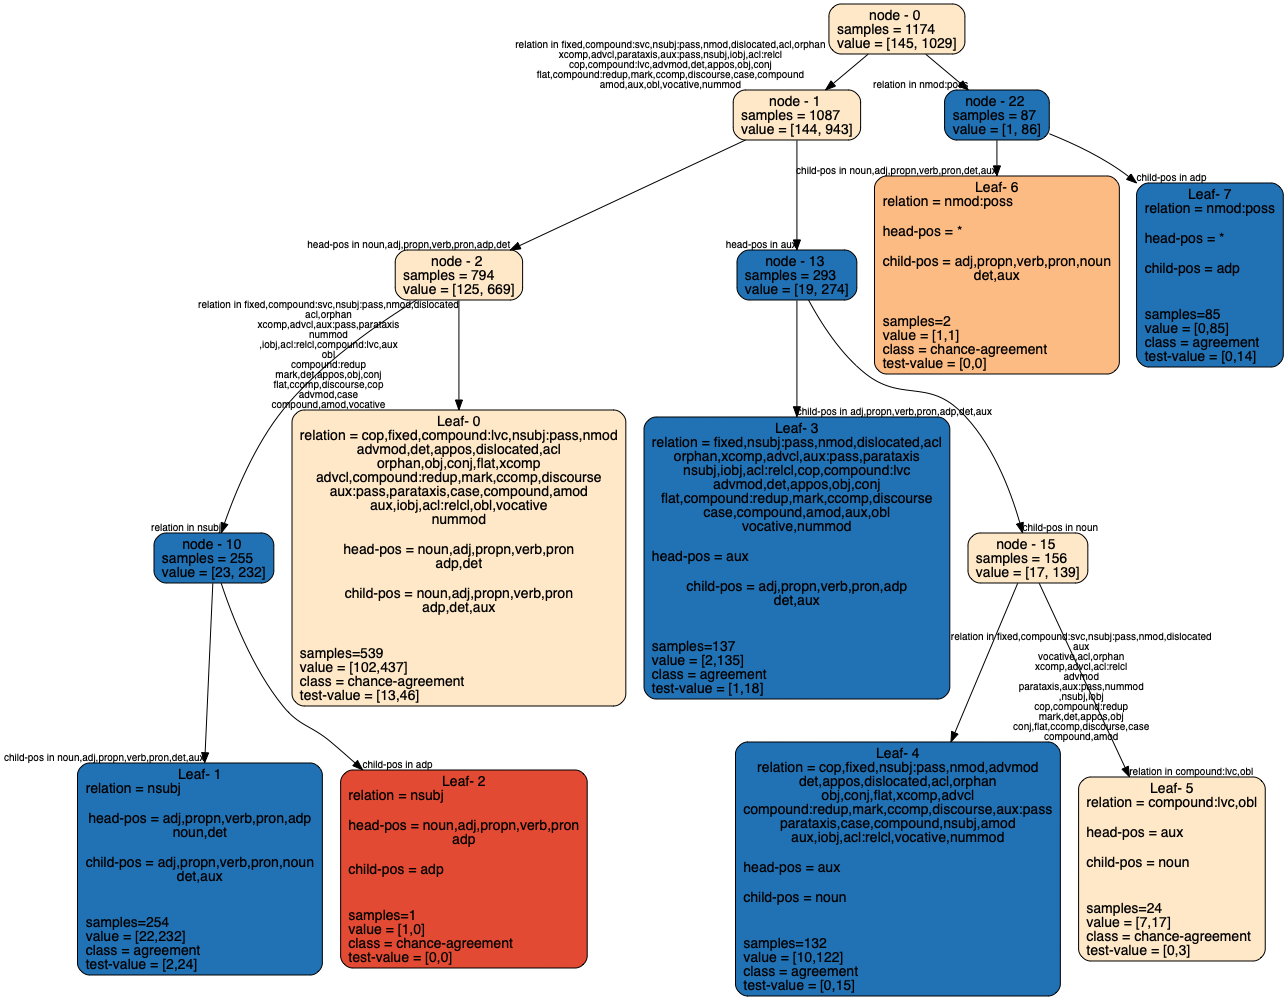 node - 0
samples = 1174
value = [145, 1029]
relation in fixed,compound:svc,nsubj:pass,nmod,dislocated,acl,orphan
xcomp,advcl,parataxis,aux:pass,nsubj,iobj,acl:relcl
cop,compound:lvc,advmod,det,appos,obj,conj
flat,compound:redup,mark,ccomp,discourse,case,compound
amod,aux,obl,vocative,nummod
relation in nmod:poss
node - 1
samples = 1087
value = [144, 943]
node - 22
samples = 87
value = [1, 86]
child-pos in noun,adj,propn,verb,pron,det,aux
child-pos in adp
Leaf- 6
relation = nmod:poss
head-pos = *
child-pos = adj,propn,verb,pron,noun
det,aux
samples=2
value = [1,1]
class = chance-agreement
test-value = [0,0]
Leaf- 7
relation = nmod:poss
head-pos = *
child-pos = adp
samples=85
value = [0,85]
class = agreement
test-value = [0,14]
head-pos in noun,adj,propn,verb,pron,adp,det
head-pos in aux
node - 2
samples = 794
value = [125, 669]
node - 13
samples = 293
value = [19, 274]
relation in fixed,compound:svc,nsubj:pass,nmod,dislocated
acl,orphan
xcomp,advcl,aux:pass,parataxis
nummod
,iobj,acl:relcl,compound:lvc,aux
obl
compound:redup
mark,det,appos,obj,conj
flat,ccomp,discourse,cop
advmod,case
compound,amod,vocative
Leaf- 0
relation = cop,fixed,compound:lvc,nsubj:pass,nmod
advmod,det,appos,dislocated,acl
orphan,obj,conj,flat,xcomp
advcl,compound:redup,mark,ccomp,discourse
aux:pass,parataxis,case,compound,amod
aux,iobj,acl:relcl,obl,vocative
nummod
head-pos = noun,adj,propn,verb,pron
adp,det
child-pos = noun,adj,propn,verb,pron
adp,det,aux
samples=539
value = [102,437]
class = chance-agreement
test-value = [13,46]
child-pos in adj,propn,verb,pron,adp,det,aux
Leaf- 3
relation = fixed,nsubj:pass,nmod,dislocated,acl
orphan,xcomp,advcl,aux:pass,parataxis
nsubj,iobj,acl:relcl,cop,compound:lvc
advmod,det,appos,obj,conj
flat,compound:redup,mark,ccomp,discourse
case,compound,amod,aux,obl
vocative,nummod
head-pos = aux
child-pos = adj,propn,verb,pron,adp
det,aux
samples=137
value = [2,135]
class = agreement
test-value = [1,18]
relation in nsubj
node - 10
samples = 255
value = [23, 232]
child-pos in noun
node - 15
samples = 156
value = [17, 139]
relation in fixed,compound:svc,nsubj:pass,nmod,dislocated
aux
vocative,acl,orphan
xcomp,advcl,acl:relcl
advmod
parataxis,aux:pass,nummod
,nsubj,iobj
cop,compound:redup
mark,det,appos,obj
conj,flat,ccomp,discourse,case
compound,amod
child-pos in noun,adj,propn,verb,pron,det,aux
child-pos in adp
relation in compound:lvc,obl
Leaf- 1
relation = nsubj
head-pos = adj,propn,verb,pron,adp
noun,det
child-pos = adj,propn,verb,pron,noun
det,aux
samples=254
value = [22,232]
class = agreement
test-value = [2,24]
Leaf- 2
relation = nsubj
head-pos = noun,adj,propn,verb,pron
adp
child-pos = adp
samples=1
value = [1,0]
class = chance-agreement
test-value = [0,0]
Leaf- 4
relation = cop,fixed,nsubj:pass,nmod,advmod
det,appos,dislocated,acl,orphan
obj,conj,flat,xcomp,advcl
compound:redup,mark,ccomp,discourse,aux:pass
parataxis,case,compound,nsubj,amod
aux,iobj,acl:relcl,vocative,nummod
head-pos = aux
child-pos = noun
samples=132
value = [10,122]
class = agreement
test-value = [0,15]
Leaf- 5
relation = compound:lvc,obl
head-pos = aux
child-pos = noun
samples=24
value = [7,17]
class = chance-agreement
test-value = [0,3]